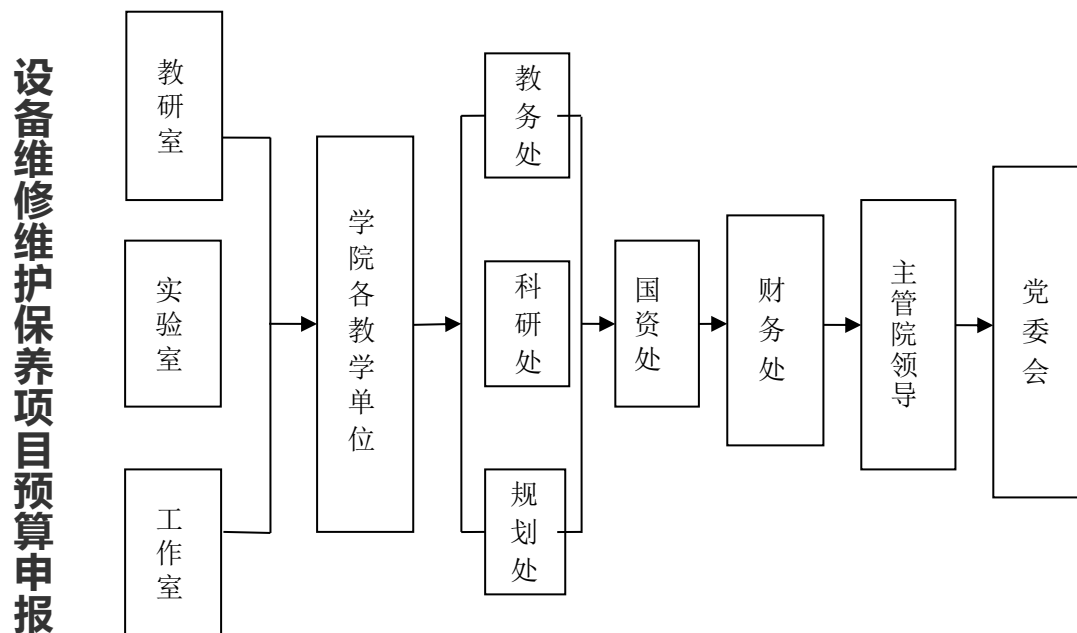 设备维修维护保养项目预算申报
教研室
实验室
工作室
学院各教学单位
教务处
科研处
规划处
国资处
财务处
主管院领导
党委会